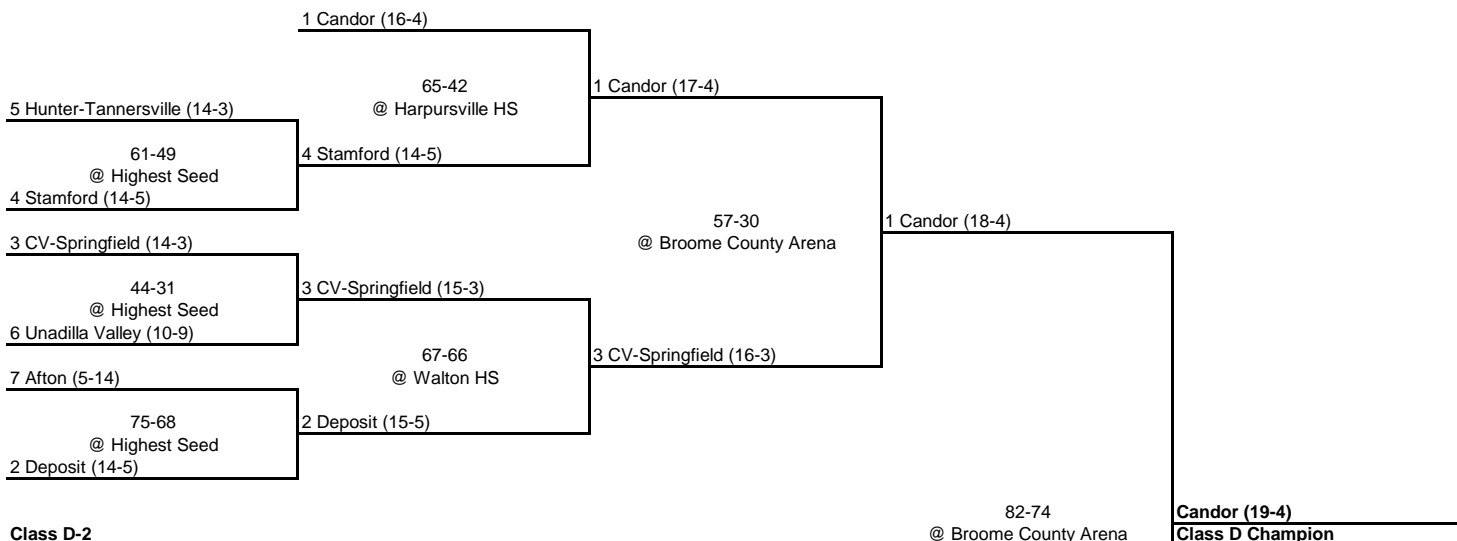 1 Candor (16-4)
65-42
@ Harpursville HS
1 Candor (17-4)
5 Hunter-Tannersville (14-3)
61-49
@ Highest Seed
4 Stamford (14-5)
4 Stamford (14-5)
57-30
@ Broome County Arena
1 Candor (18-4)
3 CV-Springfield (14-3)
44-31
@ Highest Seed
3 CV-Springfield (15-3)
6 Unadilla Valley (10-9)
67-66
@ Walton HS
3 CV-Springfield (16-3)
7 Afton (5-14)
75-68
@ Highest Seed
2 Deposit (15-5)
2 Deposit (14-5)
82-74
@ Broome County Arena
Candor (19-4)
Class D Champion
Class D-2